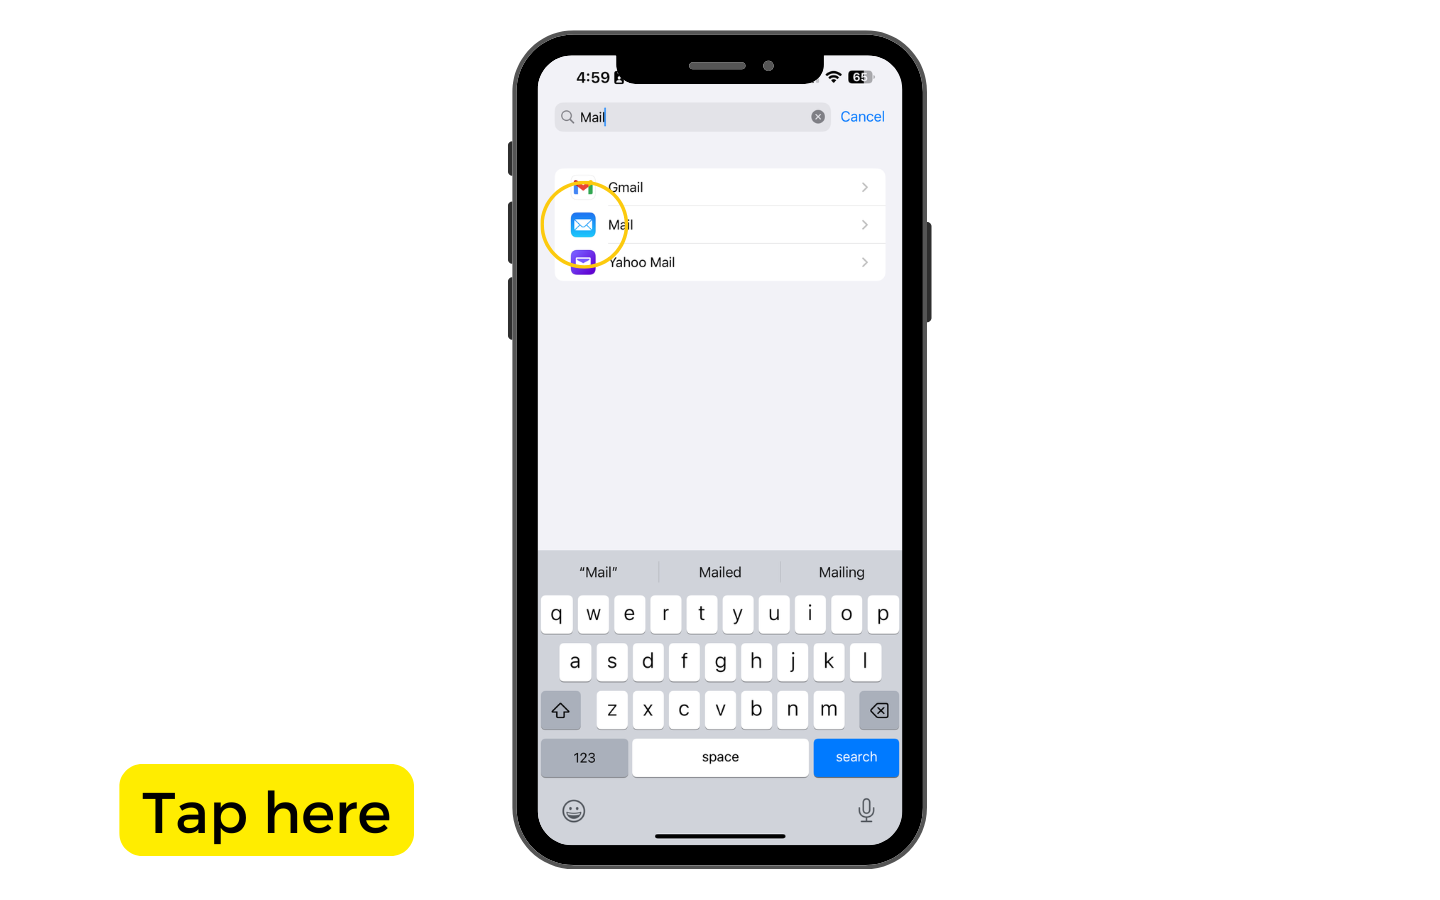 4:59
65
Mail
Cancel
Gmail
Mail
Yahoo Mail
“Mail” Mailed Mailing
q w e r t y u i o p
a s d f g h j k l
z x c v b n m
123 space search
Tap here